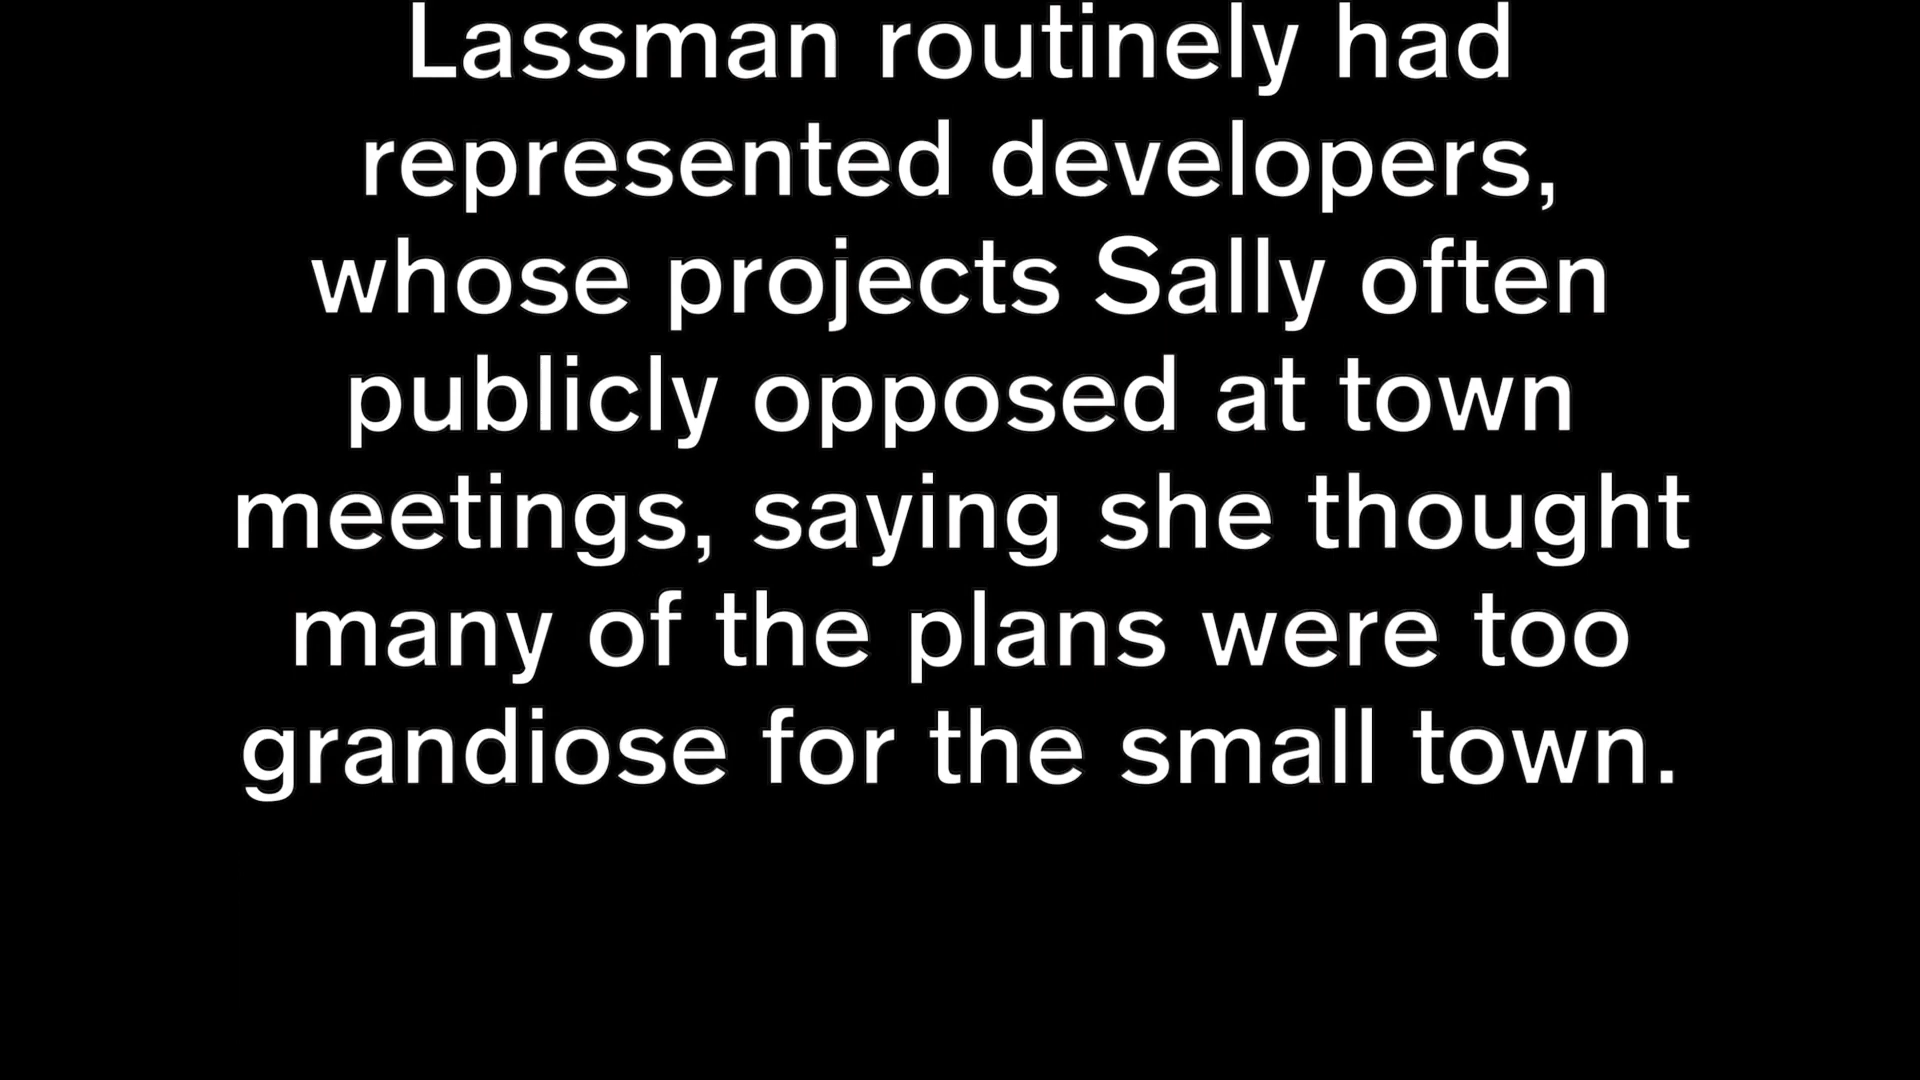 Lassman routinely had
represented developers,
whose projects Sally often
publicly opposed at town
meetings, saying she thought
many of the plans were too
grandiose for the small town.